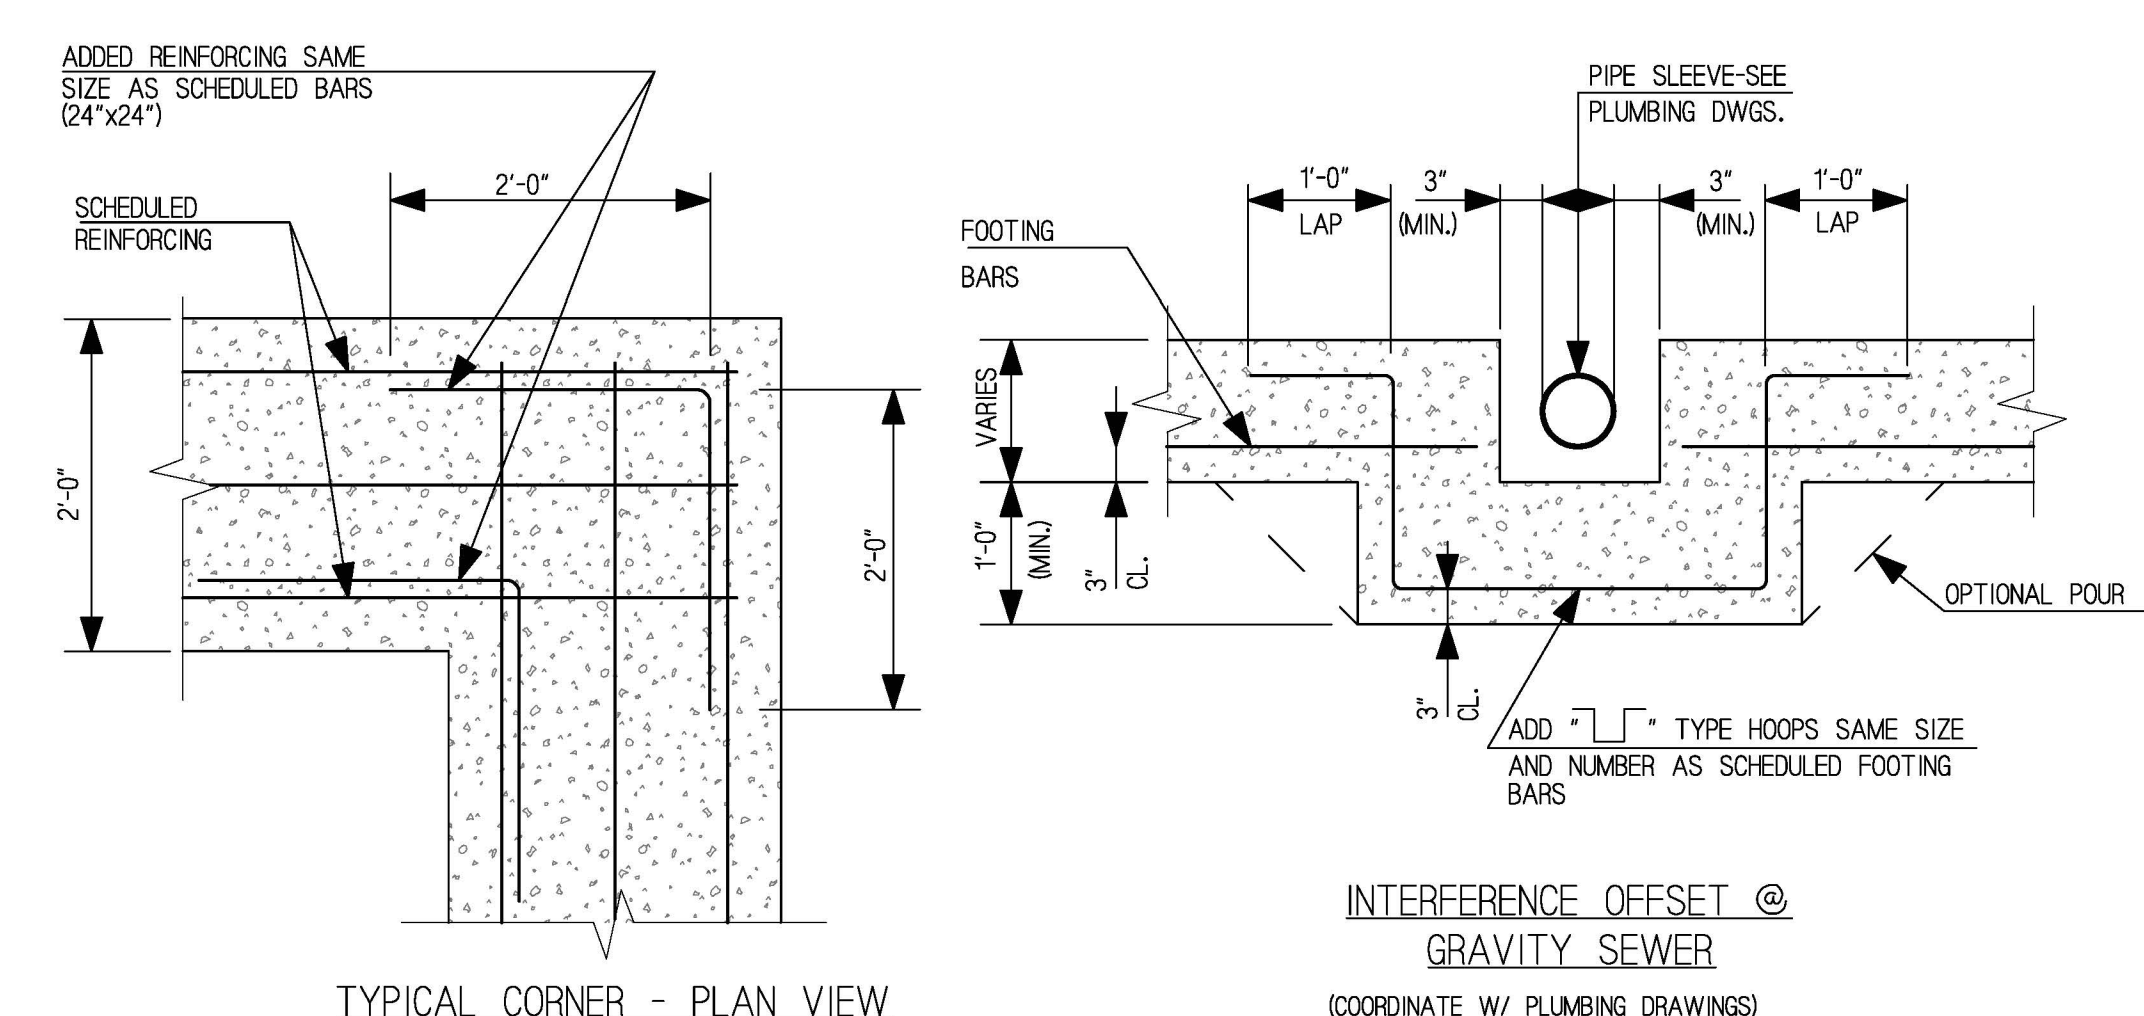 ADDED REINFORCING SAME
SIZE AS SCHEDULED BARS
(24"x24")
SCHEDULED
REINFORCING
2'-0"
2'-0"
2'-0"
TYPICAL CORNER - PLAN VIEW
PIPE SLEEVE-SEE
PLUMBING DWGS.
1'-0"
LAP
3"
(MIN.)
3"
(MIN.)
1'-0"
LAP
FOOTING
BARS
VARIES
1'-0"
(MIN.)
3"
CL.
3"
CL.
OPTIONAL POUR
ADD " " TYPE HOOPS SAME SIZE
AND NUMBER AS SCHEDULED FOOTING
BARS
INTERFERENCE OFFSET @
GRAVITY SEWER
(COORDINATE W/ PLUMBING DRAWINGS)